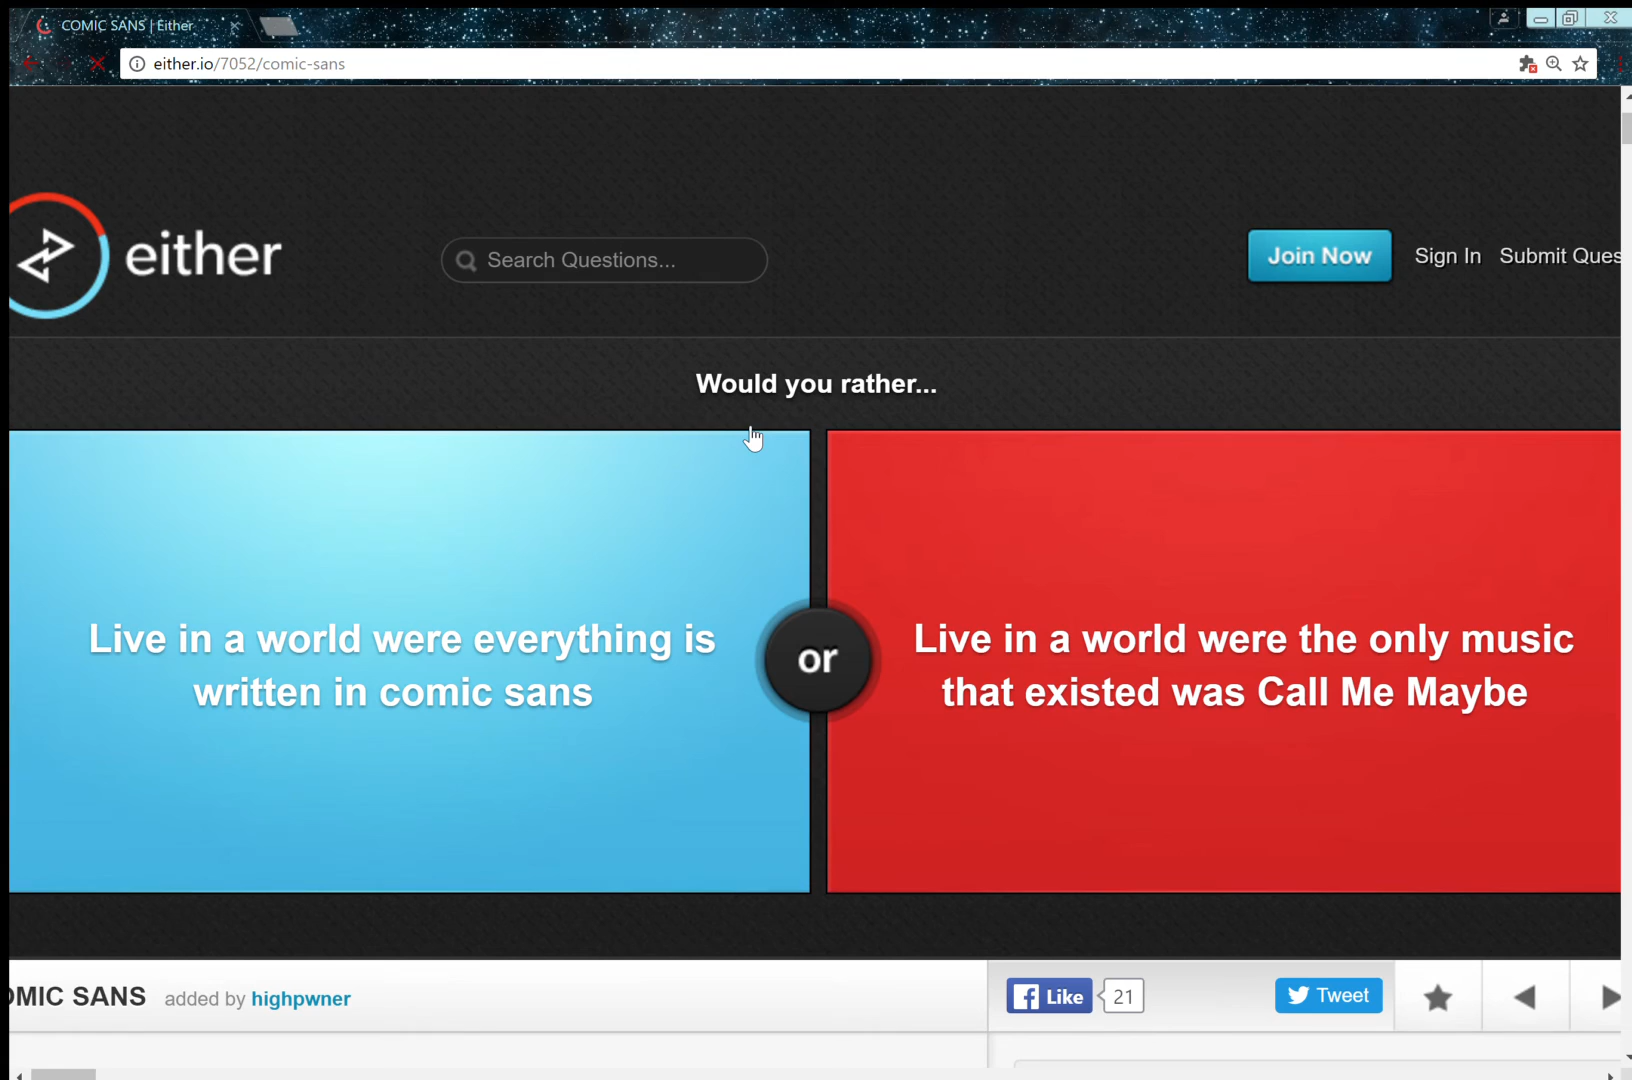 COMIC SANS | Either
either.io/7052/comic-sans
either
Search Questions...
Join Now
Sign In
Submit Ques
Would you rather...
Live in a world were everything is
written in comic sans
or
Live in a world were the only music
that existed was Call Me Maybe
OMIC SANS added by highpwner
Like
21
Tweet